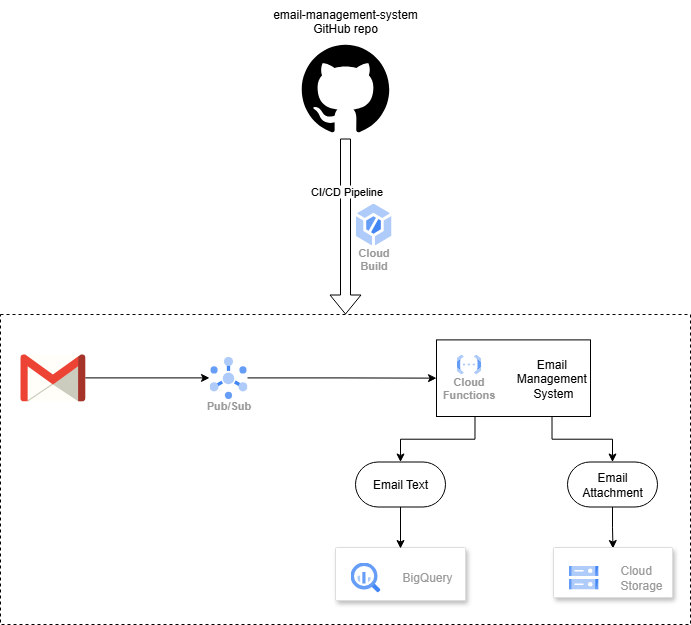 email-management-system
GitHub repo
CI/CD Pipeline
Cloud
Build
Pub/Sub
Cloud
Functions
Email
Management
System
Email Text
Email
Attachment
BigQuery
Cloud
Storage